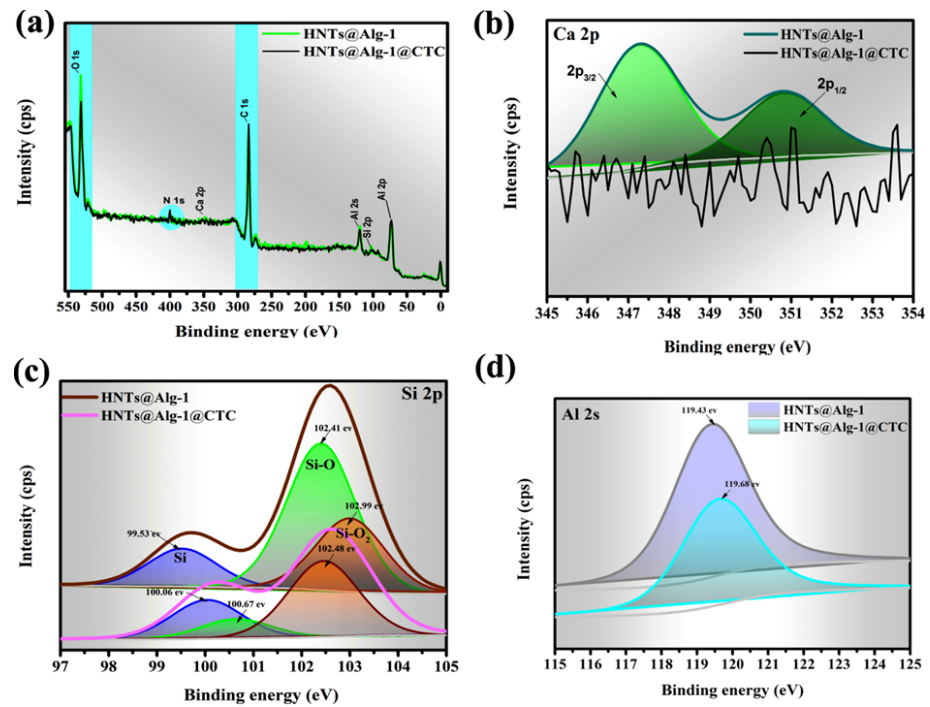 (a)
HNTs@Alg-1
HNTs@Alg-1@CTC
O 1s
N 1s
Ca 2p
C 1s
Al 2s
Si 2p
Al 2p
Intensity (cps)
550 500 450 400 350 300 250 200 150 100 50 0
Binding energy (eV)
(b)
Ca 2p
HNTs@Alg-1
HNTs@Alg-1@CTC
2p3/2
2p1/2
Intensity (cps)
345 346 347 348 349 350 351 352 353 354
Binding energy (eV)
(c)
HNTs@Alg-1
HNTs@Alg-1@CTC
Si 2p
102.41 ev
Si-O
102.99 ev
Si-O2
102.48 ev
99.53 ev
Si
100.06 ev
100.67 ev
Intensity (cps)
97 98 99 100 101 102 103 104 105
Binding energy (eV)
(d)
Al 2s
HNTs@Alg-1
HNTs@Alg-1@CTC
119.43 ev
119.68 ev
Intensity (cps)
115 116 117 118 119 120 121 122 123 124 125
Binding energy (eV)